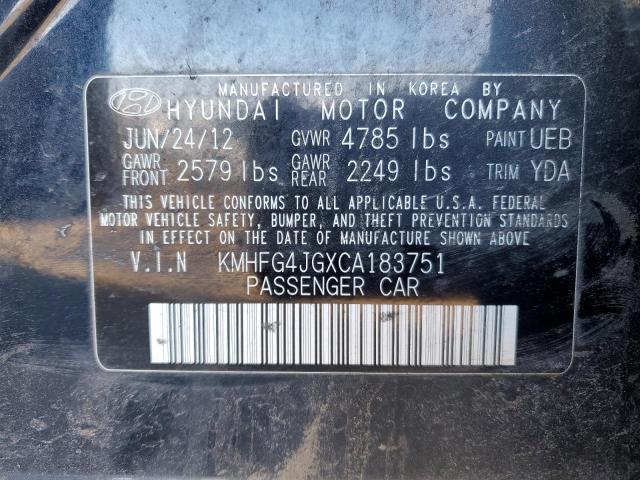 MANUFACTURED IN KOREA BY
HYUNDAI MOTOR COMPANY
JUN/24/12 GVWR 4785 lbs PAINT UEB
GAWR FRONT 2579 lbs GAWR REAR 2249 lbs TRIM YDA
THIS VEHICLE CONFORMS TO ALL APPLICABLE U.S.A. FEDERAL
MOTOR VEHICLE SAFETY, BUMPER, AND THEFT PREVENTION STANDARDS
IN EFFECT ON THE DATE OF MANUFACTURE SHOWN ABOVE
V.I.N KMHFG4JGXCA183751
PASSENGER CAR